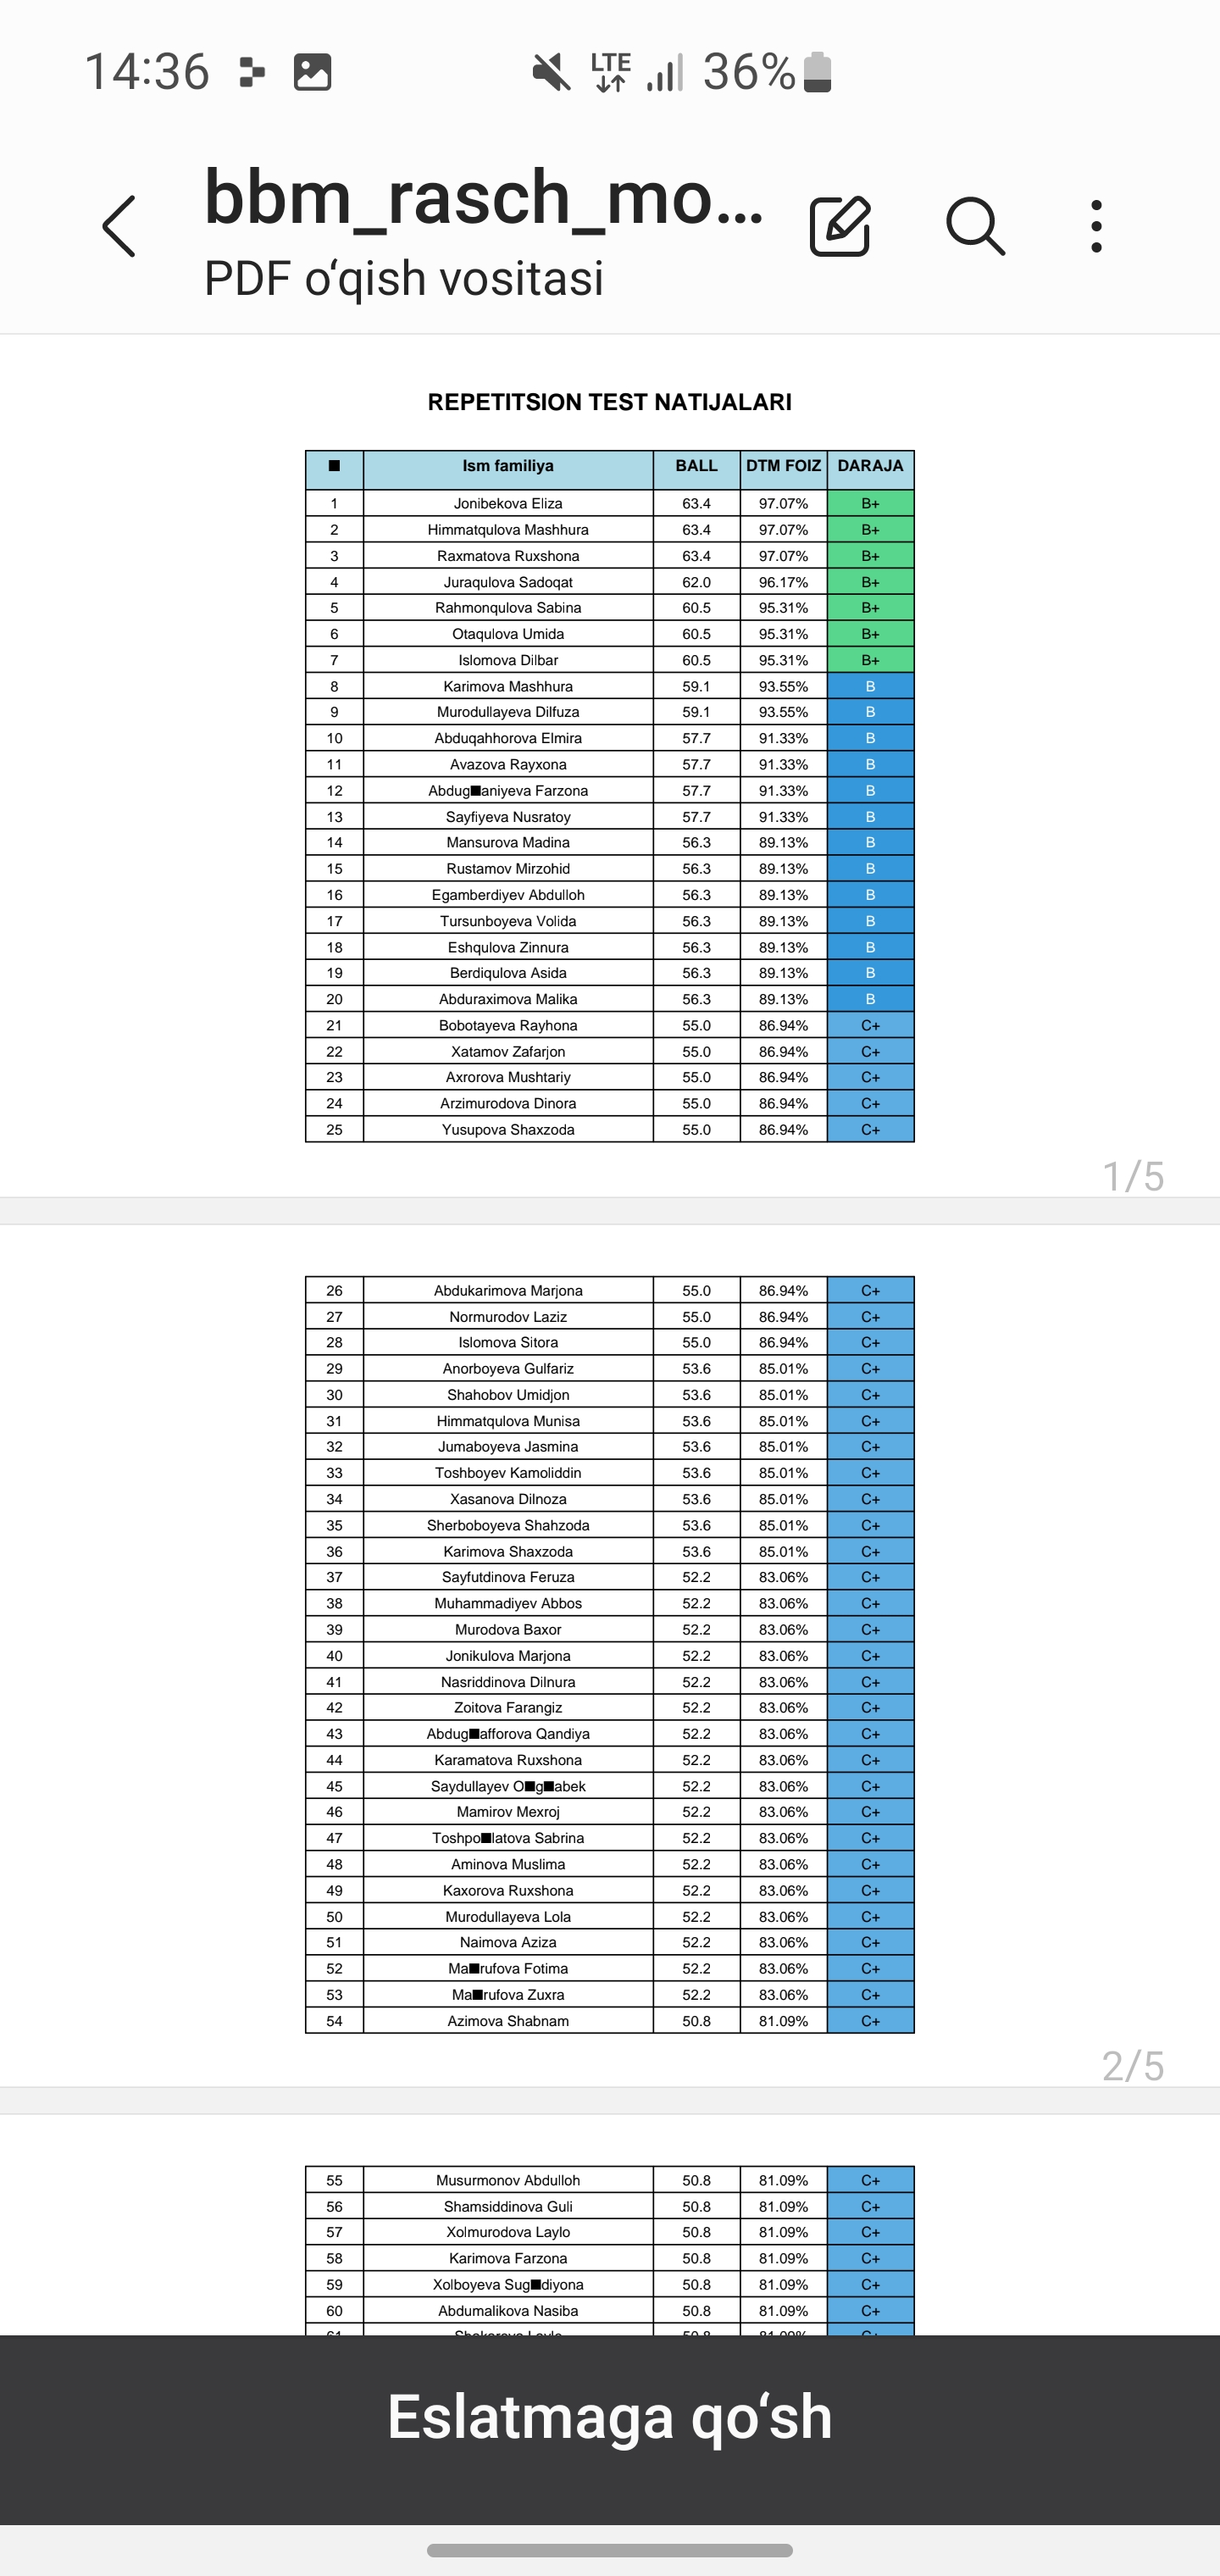 14:36 LTE 36%
bbm_rasch_mo...
PDF oʻqish vositasi
REPETITSION TEST NATIJALARI
■ Ism familiya BALL DTM FOIZ DARAJA
1 Jonibekova Eliza 63.4 97.07% B+
2 Himmatqulova Mashhura 63.4 97.07% B+
3 Raxmatova Ruxshona 63.4 97.07% B+
4 Juraqulova Sadoqat 62.0 96.17% B+
5 Rahmonqulova Sabina 60.5 95.31% B+
6 Otaqulova Umida 60.5 95.31% B+
7 Islomova Dilbar 60.5 95.31% B+
8 Karimova Mashhura 59.1 93.55% B
9 Murodullayeva Dilfuza 59.1 93.55% B
10 Abduqahhorova Elmira 57.7 91.33% B
11 Avazova Rayxona 57.7 91.33% B
12 Abdug■aniyeva Farzona 57.7 91.33% B
13 Sayfiyeva Nusratoy 57.7 91.33% B
14 Mansurova Madina 56.3 89.13% B
15 Rustamov Mirzohid 56.3 89.13% B
16 Egamberdiyev Abdulloh 56.3 89.13% B
17 Tursunboyeva Volida 56.3 89.13% B
18 Eshqulova Zinnura 56.3 89.13% B
19 Berdiqulova Asida 56.3 89.13% B
20 Abduraximova Malika 56.3 89.13% B
21 Bobotayeva Rayhona 55.0 86.94% C+
22 Xatamov Zafarjon 55.0 86.94% C+
23 Axrorova Mushtariy 55.0 86.94% C+
24 Arzimurodova Dinora 55.0 86.94% C+
25 Yusupova Shaxzoda 55.0 86.94% C+
1/5
26 Abdukarimova Marjona 55.0 86.94% C+
27 Normurodov Laziz 55.0 86.94% C+
28 Islomova Sitora 55.0 86.94% C+
29 Anorboyeva Gulfariz 53.6 85.01% C+
30 Shahobov Umidjon 53.6 85.01% C+
31 Himmatqulova Munisa 53.6 85.01% C+
32 Jumaboyeva Jasmina 53.6 85.01% C+
33 Toshboyev Kamoliddin 53.6 85.01% C+
34 Xasanova Dilnoza 53.6 85.01% C+
35 Sherboboyeva Shahzoda 53.6 85.01% C+
36 Karimova Shaxzoda 53.6 85.01% C+
37 Sayfutdinova Feruza 52.2 83.06% C+
38 Muhammadiyev Abbos 52.2 83.06% C+
39 Murodova Baxor 52.2 83.06% C+
40 Jonikulova Marjona 52.2 83.06% C+
41 Nasriddinova Dilnura 52.2 83.06% C+
42 Zoitova Farangiz 52.2 83.06% C+
43 Abdug■afforova Qandiya 52.2 83.06% C+
44 Karamatova Ruxshona 52.2 83.06% C+
45 Saydullayev O■g■abek 52.2 83.06% C+
46 Mamirov Mexroj 52.2 83.06% C+
47 Toshpo■latova Sabrina 52.2 83.06% C+
48 Aminova Muslima 52.2 83.06% C+
49 Kaxorova Ruxshona 52.2 83.06% C+
50 Murodullayeva Lola 52.2 83.06% C+
51 Naimova Aziza 52.2 83.06% C+
52 Ma■rufova Fotima 52.2 83.06% C+
53 Ma■rufova Zuxra 52.2 83.06% C+
54 Azimova Shabnam 50.8 81.09% C+
2/5
55 Musurmonov Abdulloh 50.8 81.09% C+
56 Shamsiddinova Guli 50.8 81.09% C+
57 Xolmurodova Laylo 50.8 81.09% C+
58 Karimova Farzona 50.8 81.09% C+
59 Xolboyeva Sug■diyona 50.8 81.09% C+
60 Abdumalikova Nasiba 50.8 81.09% C+
Eslatmaga qoʻsh